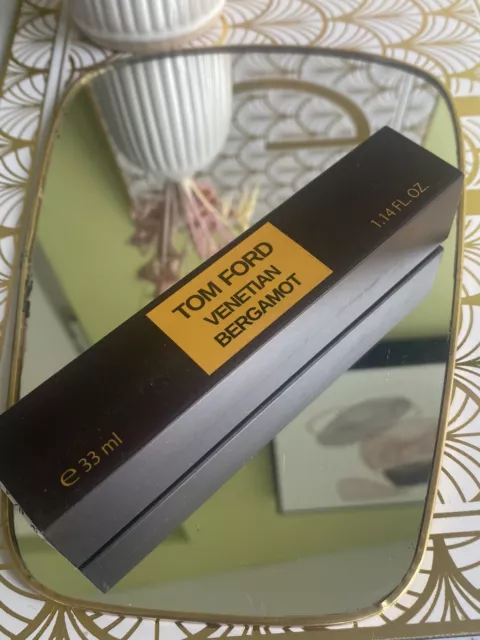 TOM FORD
VENETIAN
BERGAMOT
1.14 FL. OZ.
e 33 ml